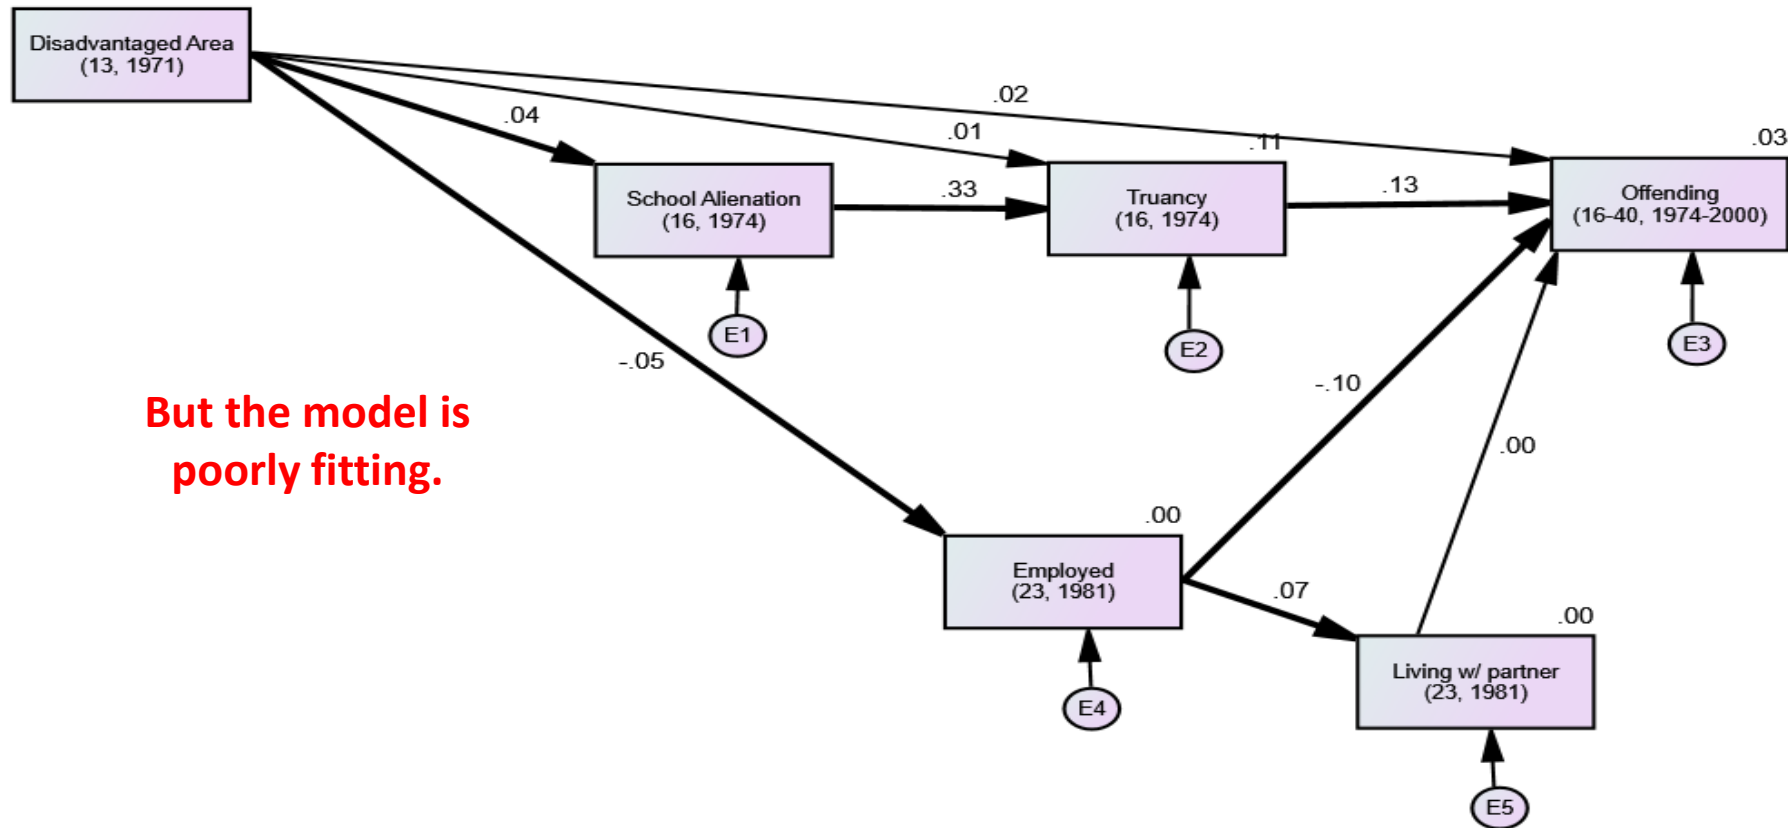 Disadvantaged Area
(13, 1971)
.02
.04
.01
.11
.03
School Alienation
(16, 1974)
.33
Truancy
(16, 1974)
.13
Offending
(16-40, 1974-2000)
E1
E2
E3
-.05
-.10
But the model is
poorly fitting.
.00
.00
Employed
(23, 1981)
.07
.00
Living w/ partner
(23, 1981)
E4
E5